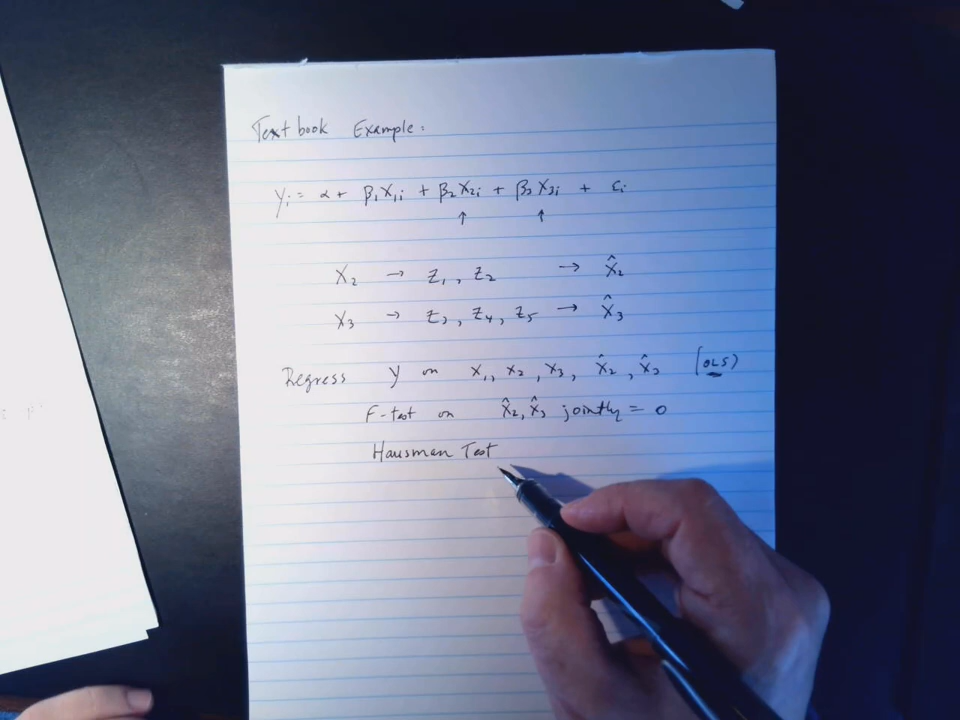 Textbook Example:
Yi = α + β1X1i + β2X2i + β3X3i + εi
↑ ↑
X2 → Z1, Z2 → X̂2
X3 → Z3, Z4, Z5 → X̂3
Regress Y on X1, X2, X3, X̂2, X̂3 (OLS)
F-test on X̂2, X̂3 jointly = 0
Hausman Test